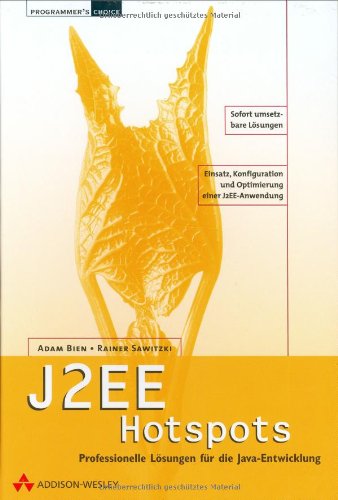 Urheberrechtlich geschütztes Material
PROGRAMMER'S CHOICE
Sofort umsetz-
bare Lösungen
Einsatz, Konfiguration
und Optimierung
einer J2EE-Anwendung
ADAM BIEN • RAINER SAWITZKI
J2EE
Hotspots
Professionelle Lösungen für die Java-Entwicklung
ADDISON-WESLEY
Urheberrechtlich geschütztes Material